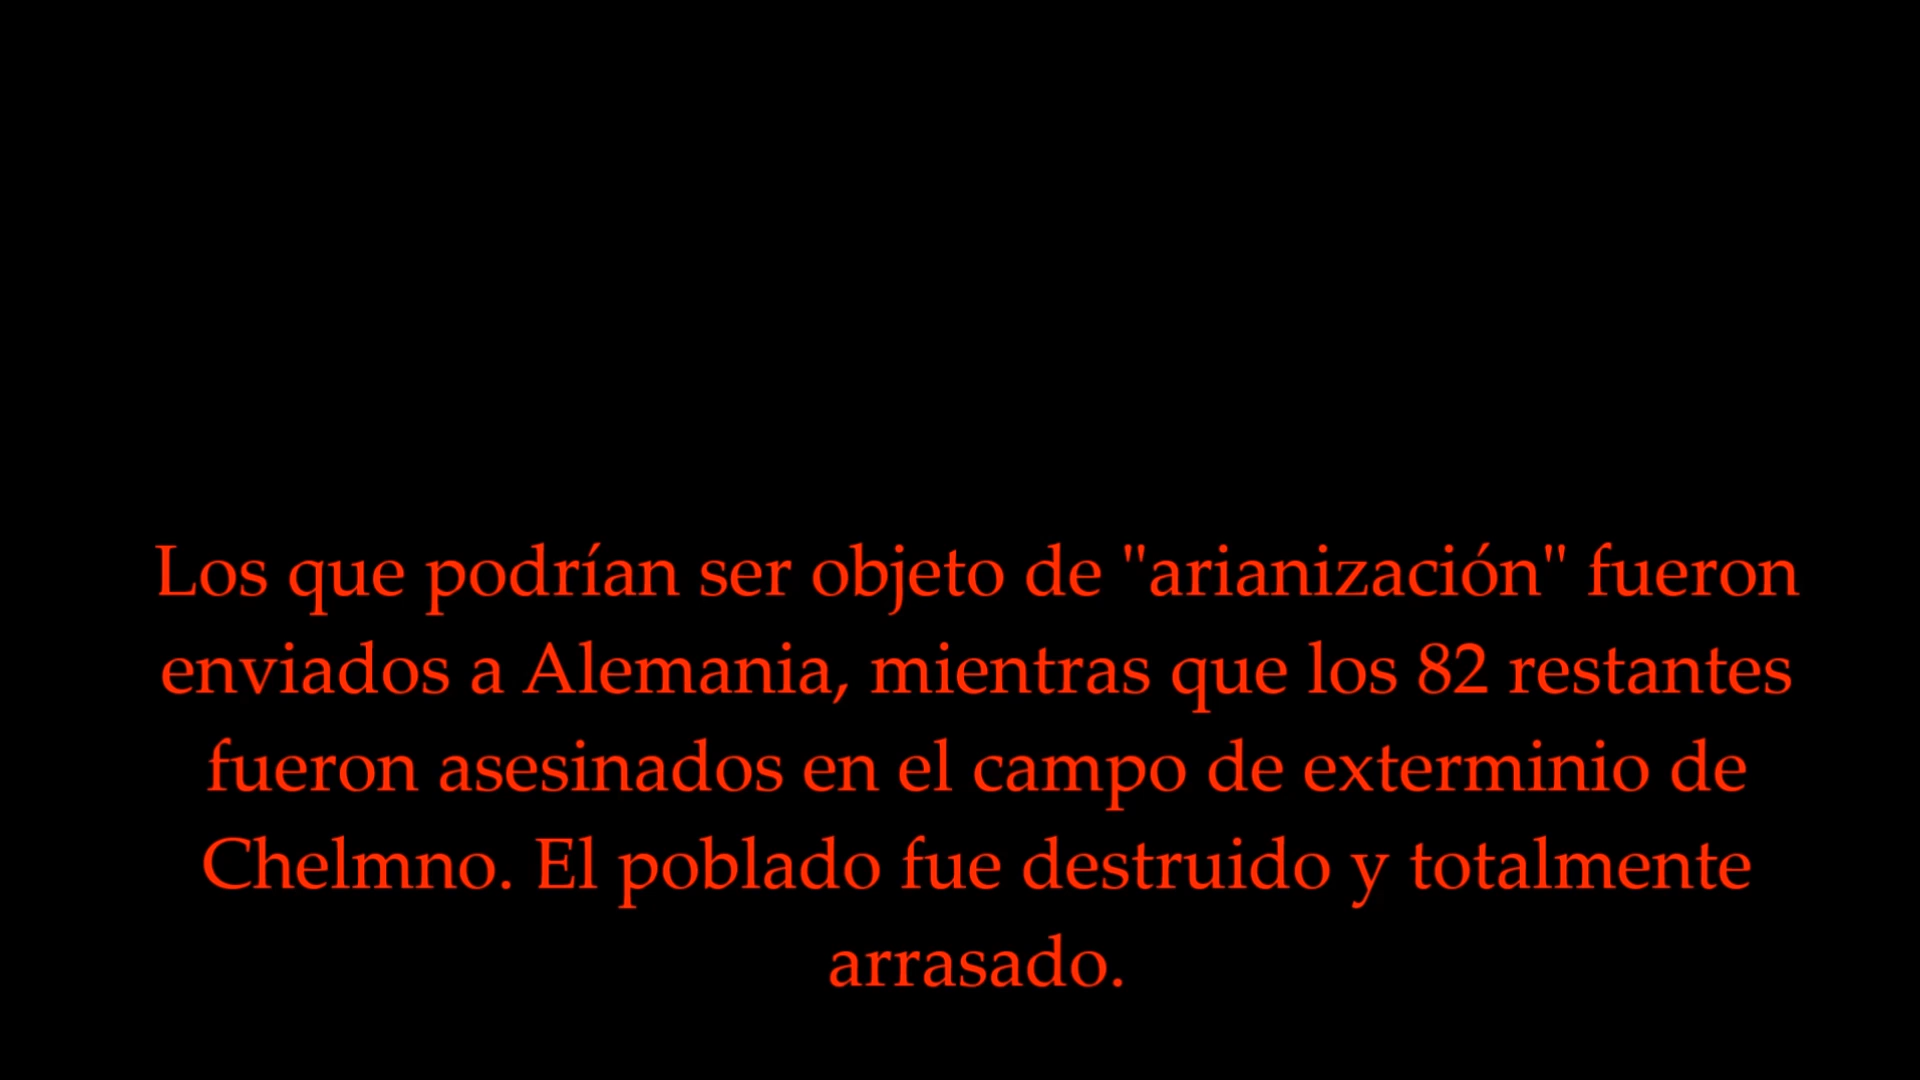 Los que podrían ser objeto de "arianización" fueron
enviados a Alemania, mientras que los 82 restantes
fueron asesinados en el campo de exterminio de
Chelmno. El poblado fue destruido y totalmente
arrasado.